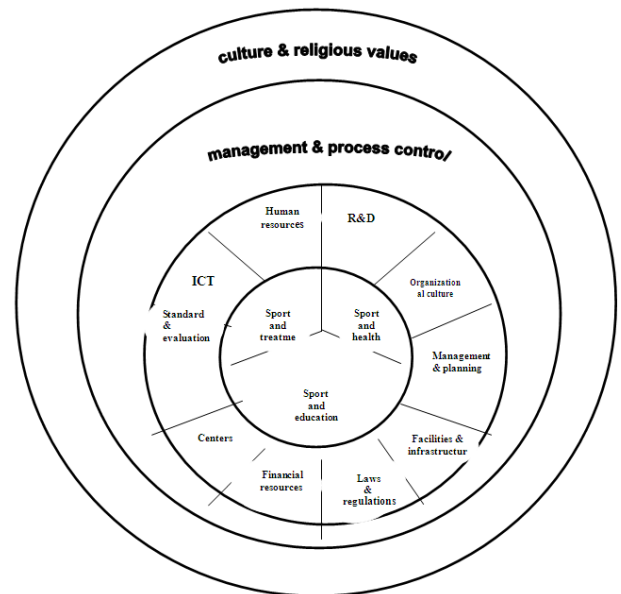 culture & religious values
management & process control
Human
resources
R&D
ICT
Organization
al culture
Standard
&
evaluation
Sport
and
treatme
Sport
and
health
Management
& planning
Sport
and
education
Centers
Facilities &
infrastructur
Financial
resources
Laws
&
regulations